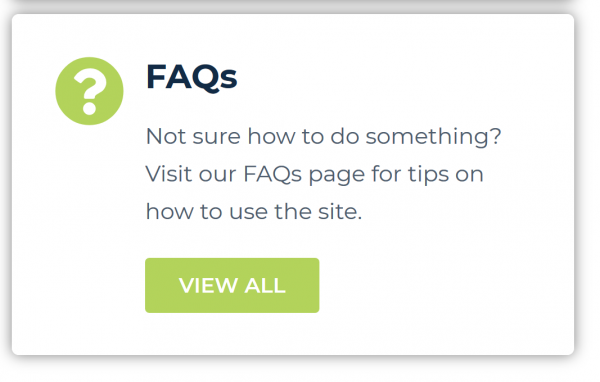 FAQs
Not sure how to do something?
Visit our FAQs page for tips on
how to use the site.
VIEW ALL